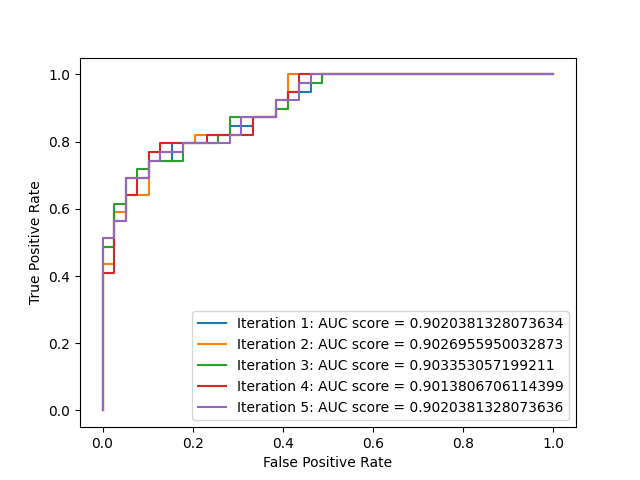 1.0
0.8
0.6
0.4
0.2
0.0
True Positive Rate
Iteration 1: AUC score = 0.9020381328073634
Iteration 2: AUC score = 0.9026955950032873
Iteration 3: AUC score = 0.903353057199211
Iteration 4: AUC score = 0.9013806706114399
Iteration 5: AUC score = 0.9020381328073636
0.0 0.2 0.4 0.6 0.8 1.0
False Positive Rate